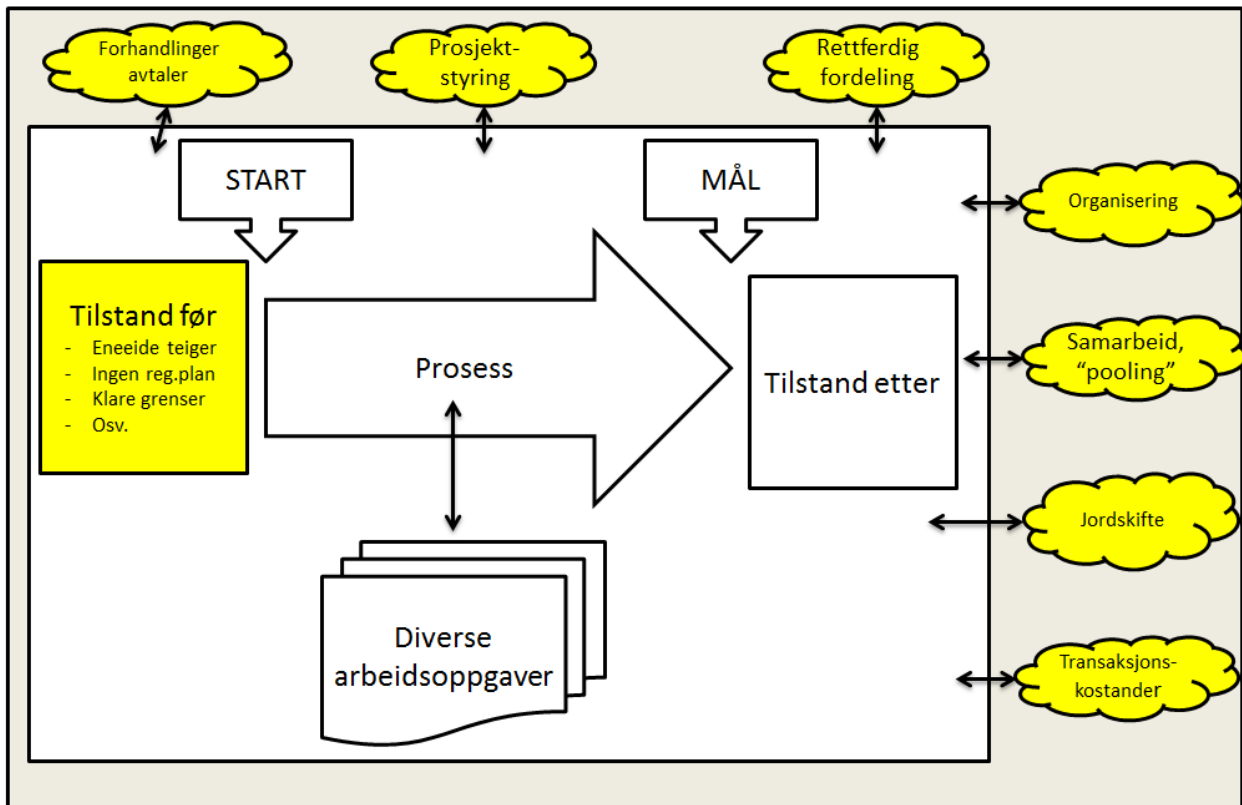 Forhandlinger
avtaler
Prosjekt-
styring
Rettferdig
fordeling
START
MÅL
Organisering
Tilstand før
- Eneeide teiger
- Ingen reg.plan
- Klare grenser
- Osv.
Prosess
Tilstand etter
Samarbeid,
“pooling”
Jordskifte
Diverse
arbeidsoppgaver
Transaksjons-
kostander